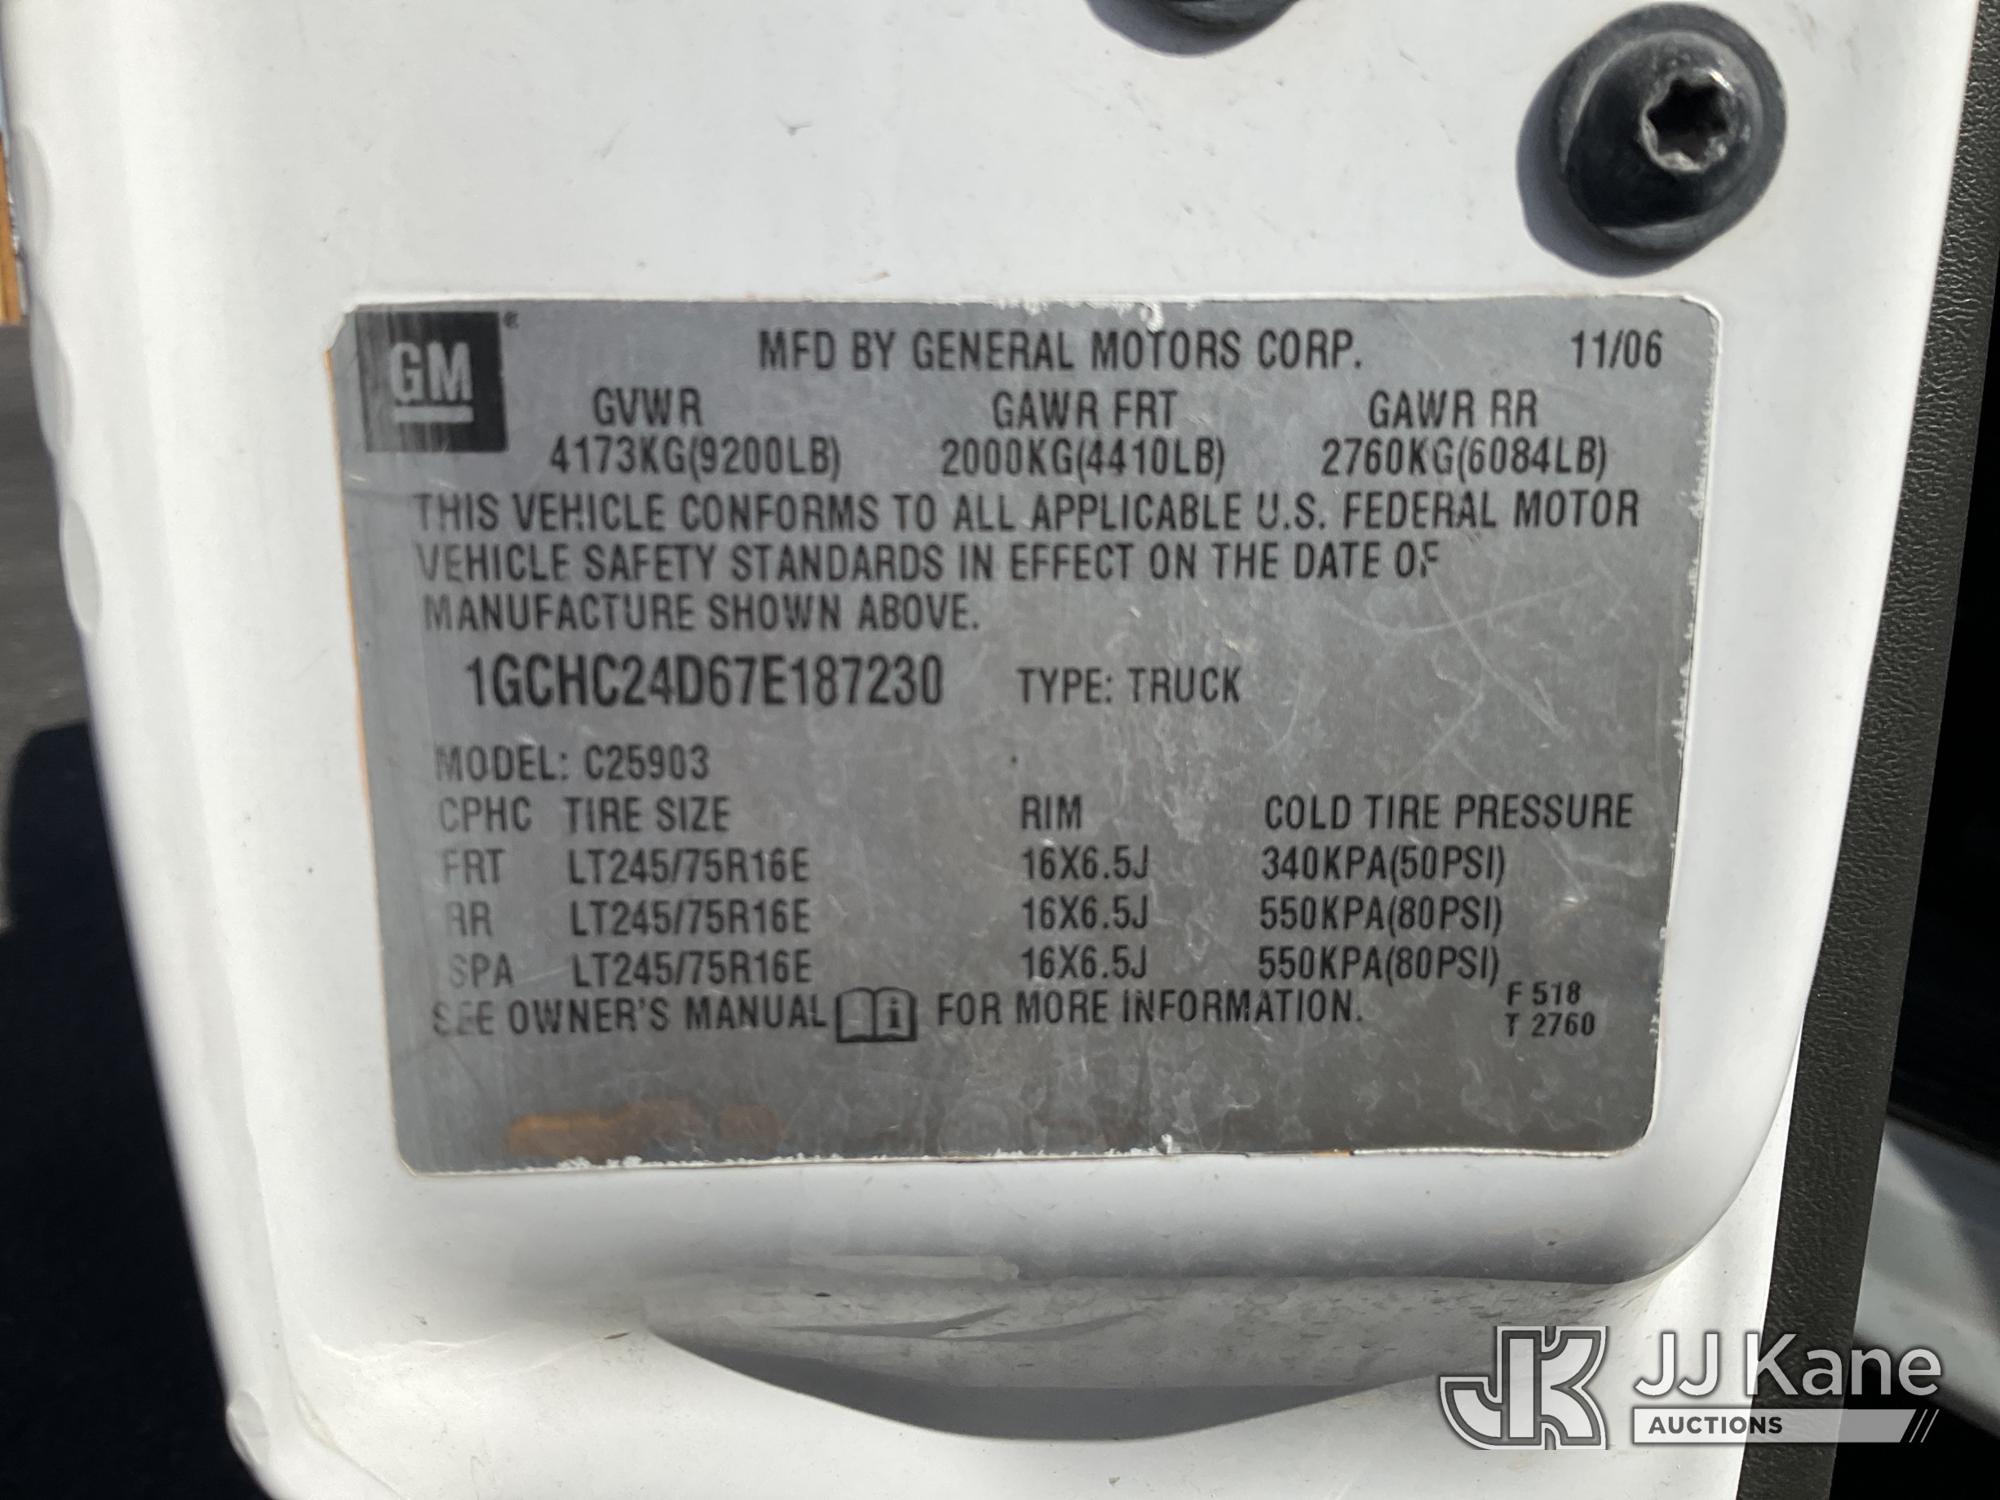 GM ® MFD BY GENERAL MOTORS CORP. 11/06
GVWR GAWR FRT GAWR RR
4173KG(9200LB) 2000KG(4410LB) 2760KG(6084LB)
THIS VEHICLE CONFORMS TO ALL APPLICABLE U.S. FEDERAL MOTOR
VEHICLE SAFETY STANDARDS IN EFFECT ON THE DATE OF
MANUFACTURE SHOWN ABOVE.
1GCHC24D67E187230 TYPE: TRUCK
MODEL: C25903
CPHC TIRE SIZE RIM COLD TIRE PRESSURE
FRT LT245/75R16E 16X6.5J 340KPA(50PSI)
RR LT245/75R16E 16X6.5J 550KPA(80PSI)
SPA LT245/75R16E 16X6.5J 550KPA(80PSI)
SEE OWNER'S MANUAL i FOR MORE INFORMATION.
F 518
T 2760
JK JJ Kane
AUCTIONS